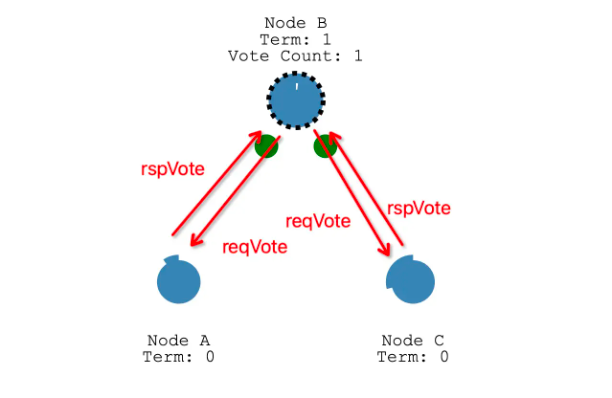 Node B
Term: 1
Vote Count: 1
rspVote
rspVote
reqVote
reqVote
Node A
Term: 0
Node C
Term: 0